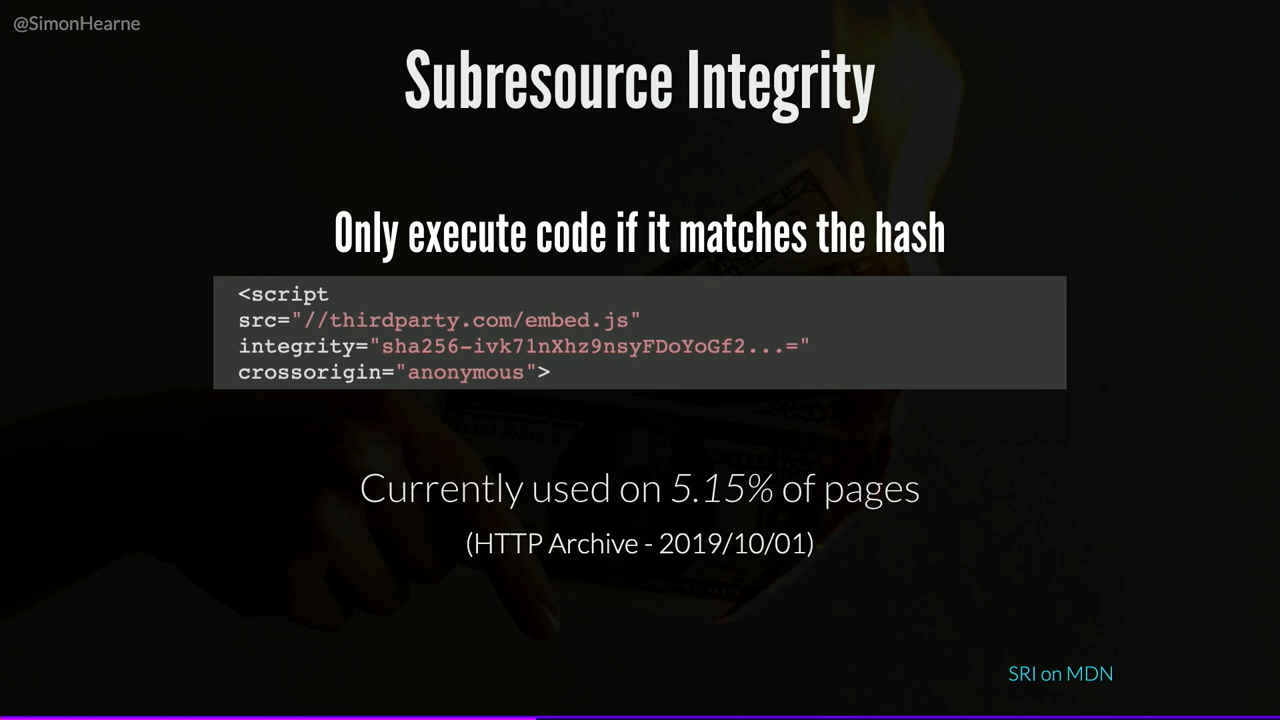 @SimonHearne
Subresource Integrity
Only execute code if it matches the hash
<script
src="//thirdparty.com/embed.js"
integrity="sha256-ivk71nXhz9nsyFDoYoGf2...="
crossorigin="anonymous">
Currently used on 5.15% of pages
(HTTP Archive - 2019/10/01)
SRI on MDN